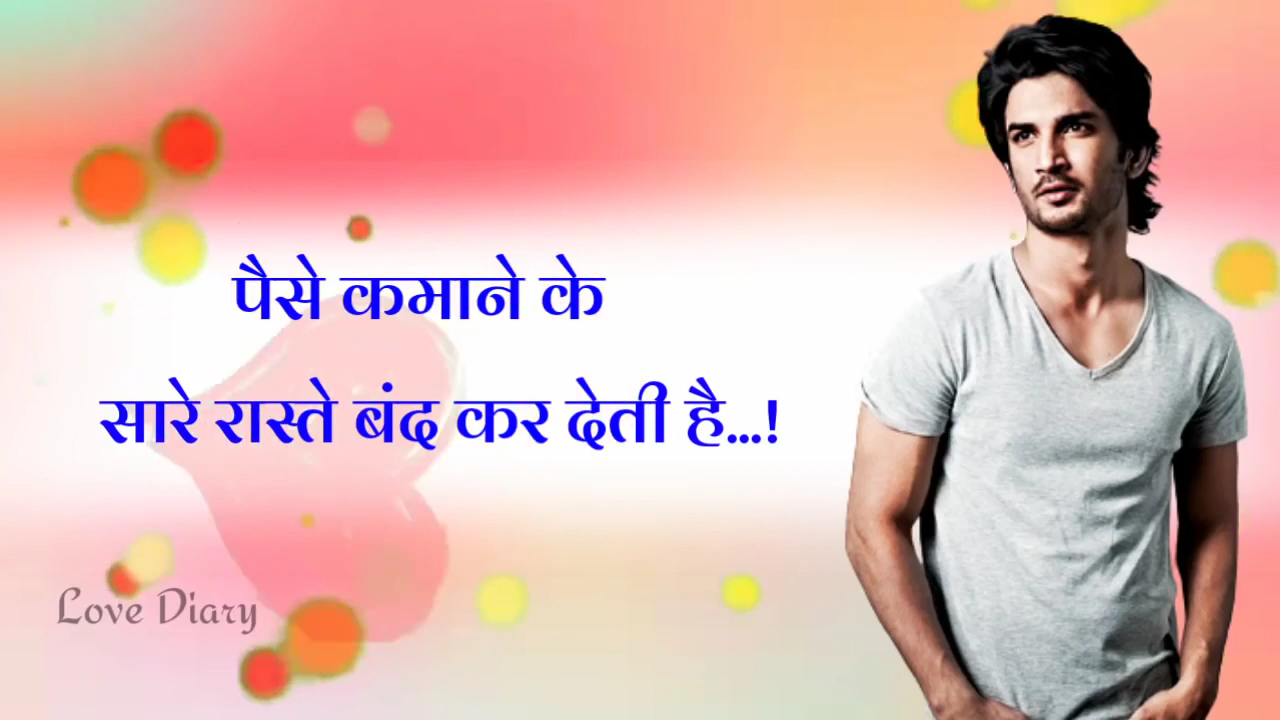 पैसे कमाने के
सारे रास्ते बंद कर देती है...!
Love Diary